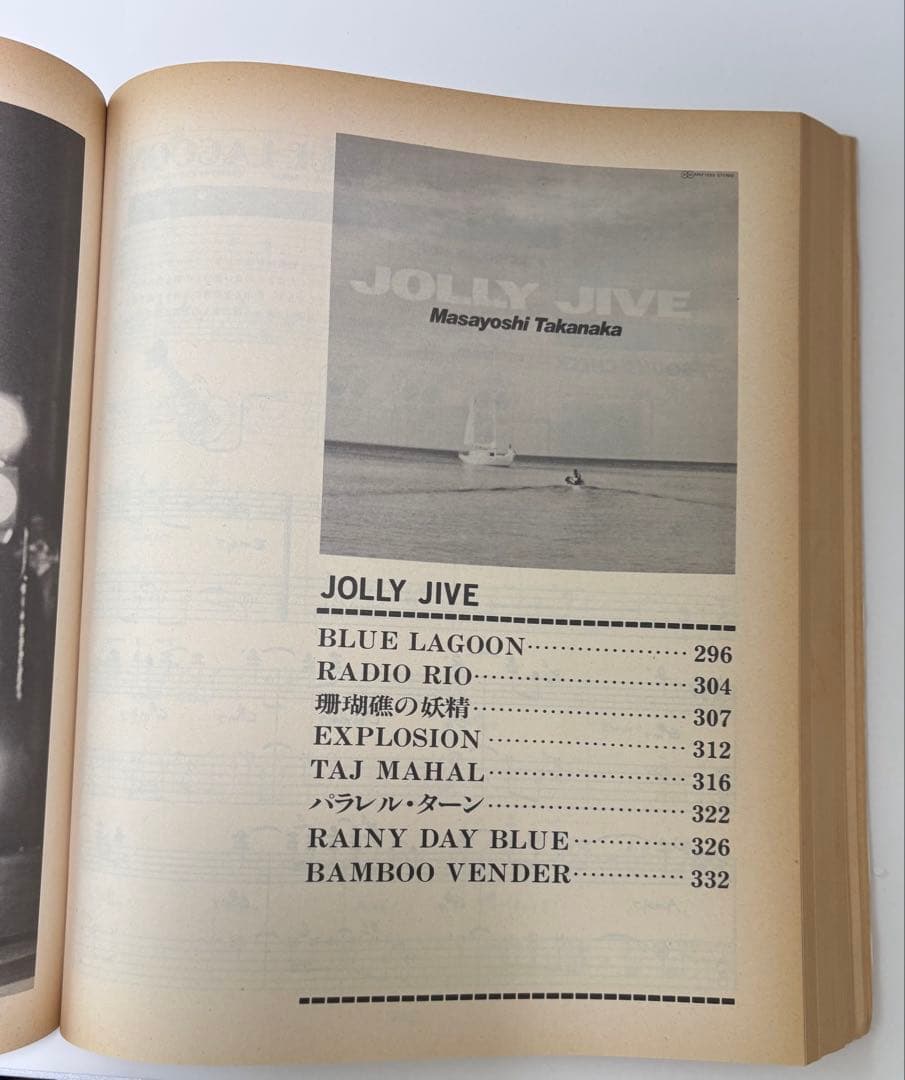 JOLLY JIVE
Masayoshi Takanaka
JOLLY JIVE
BLUE LAGOON 296
RADIO RIO 304
珊瑚礁の妖精 307
EXPLOSION 312
TAJ MAHAL 316
パラレル・ターン 322
RAINY DAY BLUE 326
BAMBOO VENDER 332